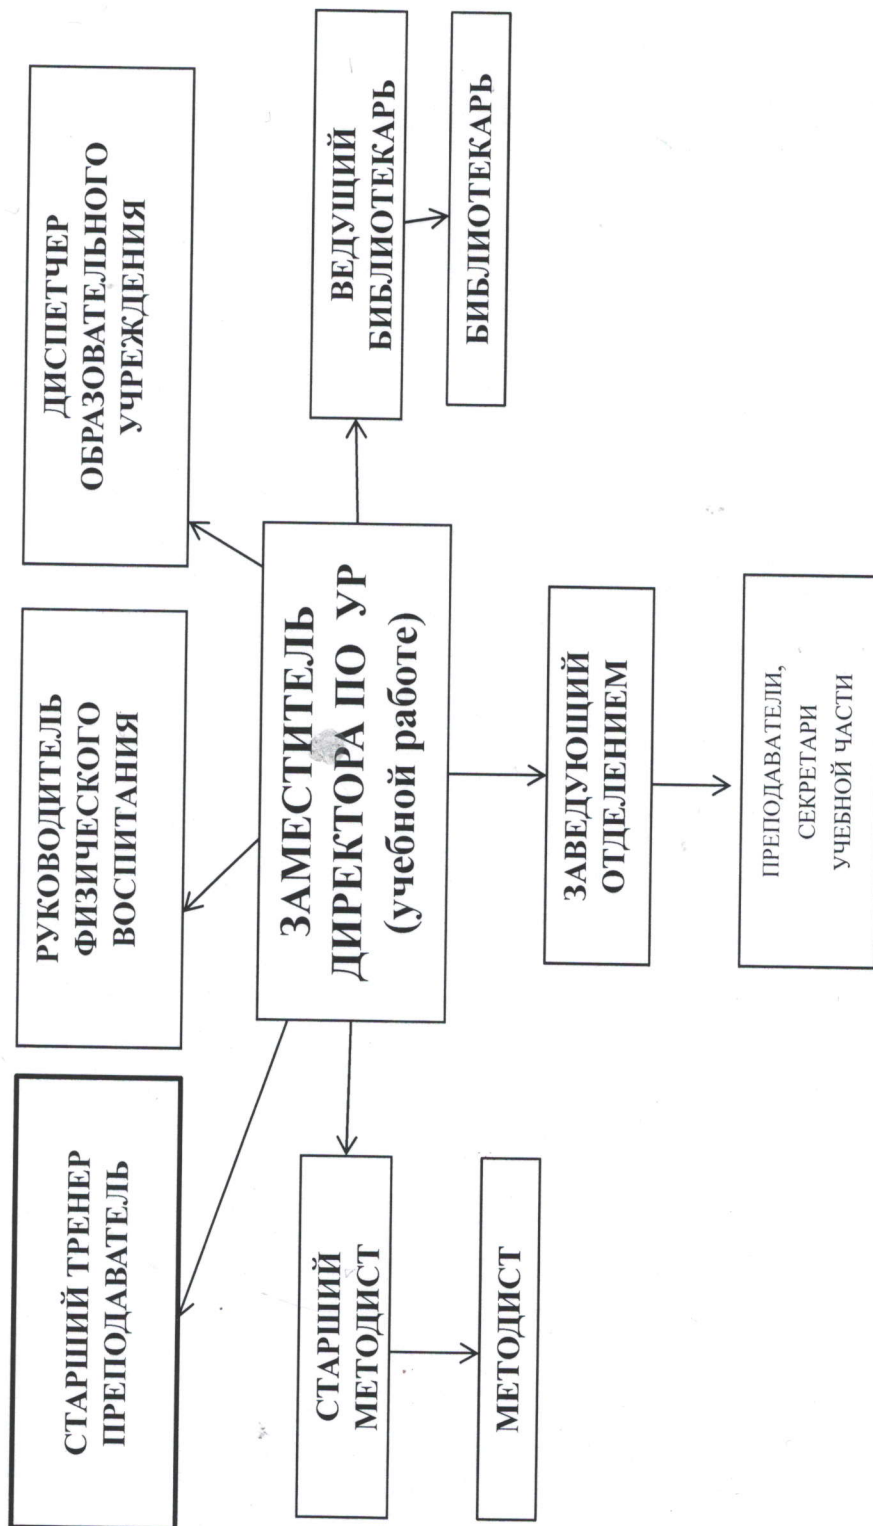 СТАРШИЙ ТРЕНЕР
ПРЕПОДАВАТЕЛЬ
РУКОВОДИТЕЛЬ
ФИЗИЧЕСКОГО
ВОСПИТАНИЯ
ДИСПЕТЧЕР
ОБРАЗОВАТЕЛЬНОГО
УЧРЕЖДЕНИЯ
ЗАМЕСТИТЕЛЬ
ДИРЕКТОРА ПО УР
(учебной работе)
СТАРШИЙ
МЕТОДИСТ
МЕТОДИСТ
ВЕДУЩИЙ
БИБЛИОТЕКАРЬ
БИБЛИОТЕКАРЬ
ЗАВЕДУЮЩИЙ
ОТДЕЛЕНИЕМ
ПРЕПОДАВАТЕЛИ,
СЕКРЕТАРИ
УЧЕБНОЙ ЧАСТИ